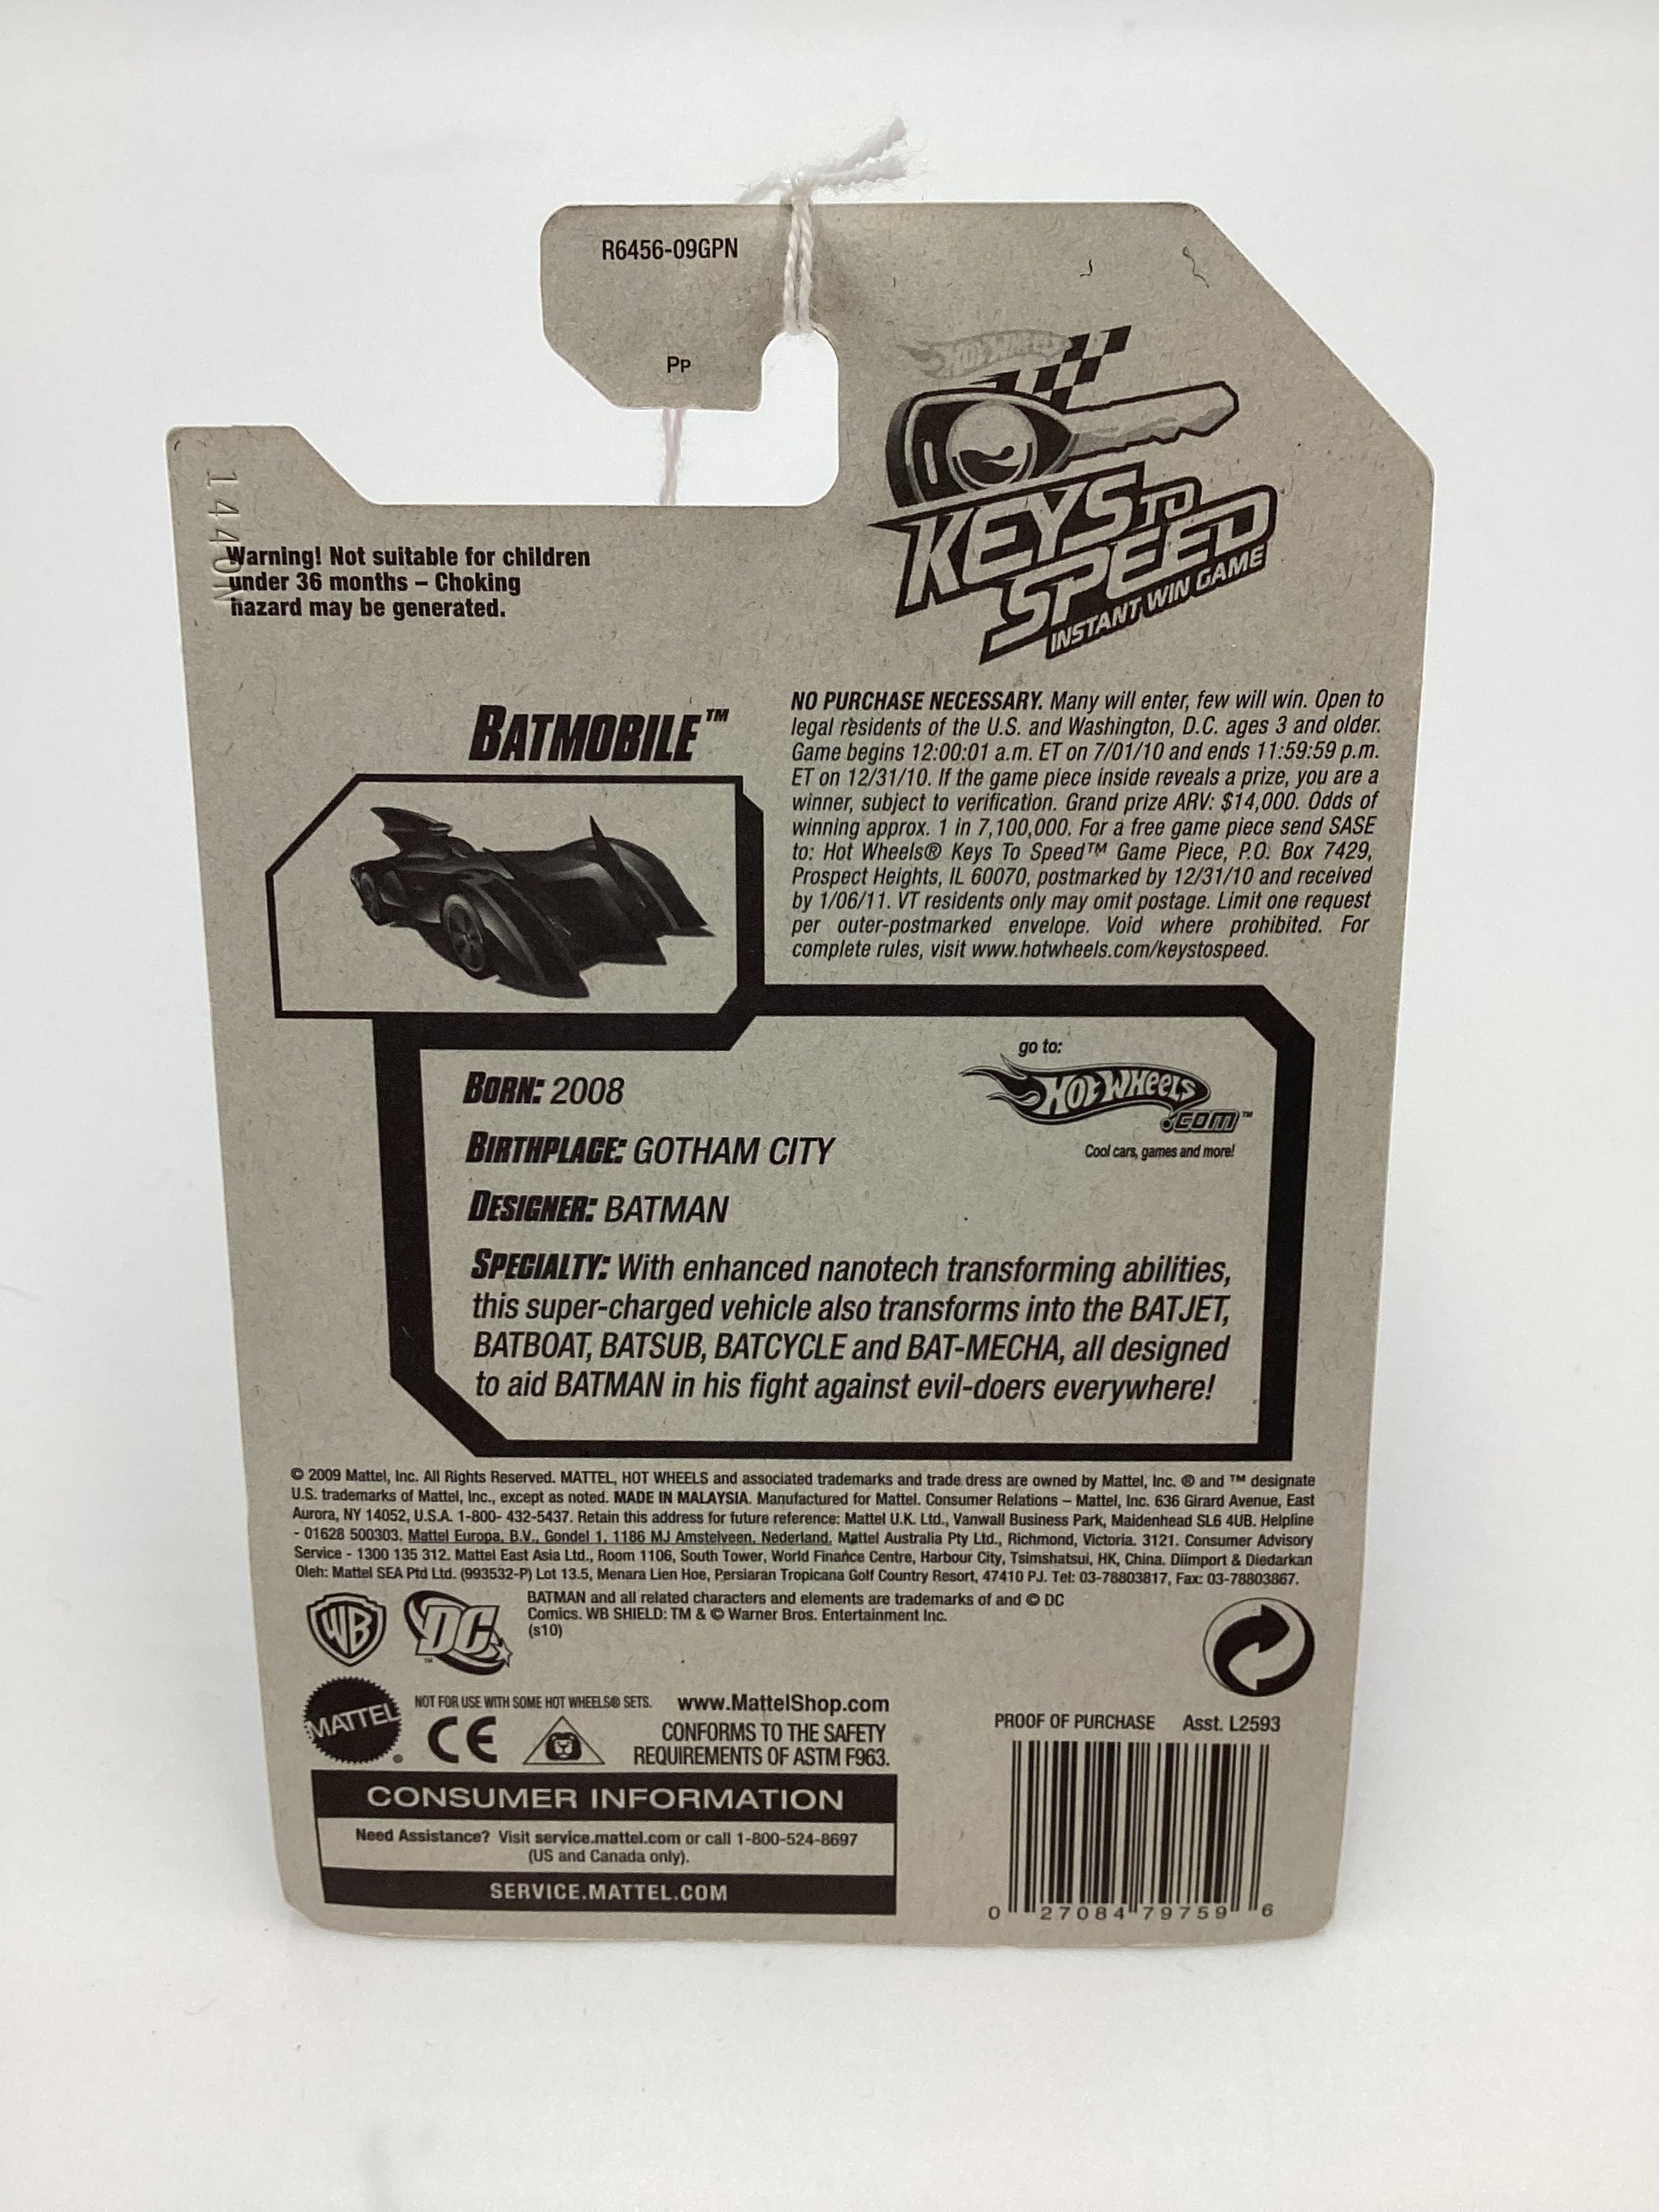 R6456-09GPN
PP
HOT WHEELS
KEYS TO
SPEED
INSTANT WIN GAME
Warning! Not suitable for children
under 36 months – Choking
hazard may be generated.
BATMOBILE™
NO PURCHASE NECESSARY. Many will enter, few will win. Open to
legal residents of the U.S. and Washington, D.C. ages 3 and older.
Game begins 12:00:01 a.m. ET on 7/01/10 and ends 11:59:59 p.m.
ET on 12/31/10. If the game piece inside reveals a prize, you are a
winner, subject to verification. Grand prize ARV: $14,000. Odds of
winning approx. 1 in 7,100,000. For a free game piece send SASE
to: Hot Wheels® Keys To Speed™ Game Piece, P.O. Box 7429,
Prospect Heights, IL 60070, postmarked by 12/31/10 and received
by 1/06/11. VT residents only may omit postage. Limit one request
per outer-postmarked envelope. Void where prohibited. For
complete rules, visit www.hotwheels.com/keystospeed.
go to:
HOT WHEELS
.COM™
Cool cars, games and more!
BORN: 2008
BIRTHPLACE: GOTHAM CITY
DESIGNER: BATMAN
SPECIALTY: With enhanced nanotech transforming abilities,
this super-charged vehicle also transforms into the BATJET,
BATBOAT, BATSUB, BATCYCLE and BAT-MECHA, all designed
to aid BATMAN in his fight against evil-doers everywhere!
© 2009 Mattel, Inc. All Rights Reserved. MATTEL, HOT WHEELS and associated trademarks and trade dress are owned by Mattel, Inc. ® and ™ designate
U.S. trademarks of Mattel, Inc., except as noted. MADE IN MALAYSIA. Manufactured for Mattel. Consumer Relations – Mattel, Inc. 636 Girard Avenue, East
Aurora, NY 14052, U.S.A. 1-800- 432-5437. Retain this address for future reference: Mattel U.K. Ltd., Vanwall Business Park, Maidenhead SL6 4UB. Helpline
- 01628 500303. Mattel Europa, B.V., Gondel 1, 1186 MJ Amstelveen, Nederland. Mattel Australia Pty Ltd., Richmond, Victoria. 3121. Consumer Advisory
Service - 1300 135 312. Mattel East Asia Ltd., Room 1106, South Tower, World Finance Centre, Harbour City, Tsimshatsui, HK, China. Diimport & Diedarkan
Oleh: Mattel SEA Ptd Ltd. (993532-P) Lot 13.5, Menara Lien Hoe, Persiaran Tropicana Golf Country Resort, 47410 PJ. Tel: 03-78803817, Fax: 03-78803867.
WB
DC™
BATMAN and all related characters and elements are trademarks of and © DC
Comics. WB SHIELD: TM & © Warner Bros. Entertainment Inc.
(s10)
MATTEL®
NOT FOR USE WITH SOME HOT WHEELS® SETS. www.MattelShop.com
CE
CONFORMS TO THE SAFETY
REQUIREMENTS OF ASTM F963.
PROOF OF PURCHASE Asst. L2593
CONSUMER INFORMATION
Need Assistance? Visit service.mattel.com or call 1-800-524-8697
(US and Canada only).
SERVICE.MATTEL.COM
0 27084 79759 6